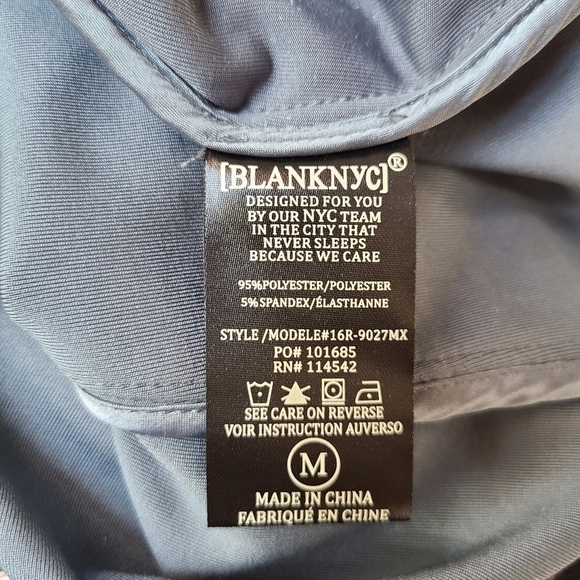 [BLANKNYC]®
DESIGNED FOR YOU
BY OUR NYC TEAM
IN THE CITY THAT
NEVER SLEEPS
BECAUSE WE CARE
95%POLYESTER/POLYESTER
5%SPANDEX/ÉLASTHANNE
STYLE /MODELE#16R-9027MX
PO# 101685
RN# 114542
SEE CARE ON REVERSE
VOIR INSTRUCTION AUVERSO
M
MADE IN CHINA
FABRIQUÉ EN CHINE